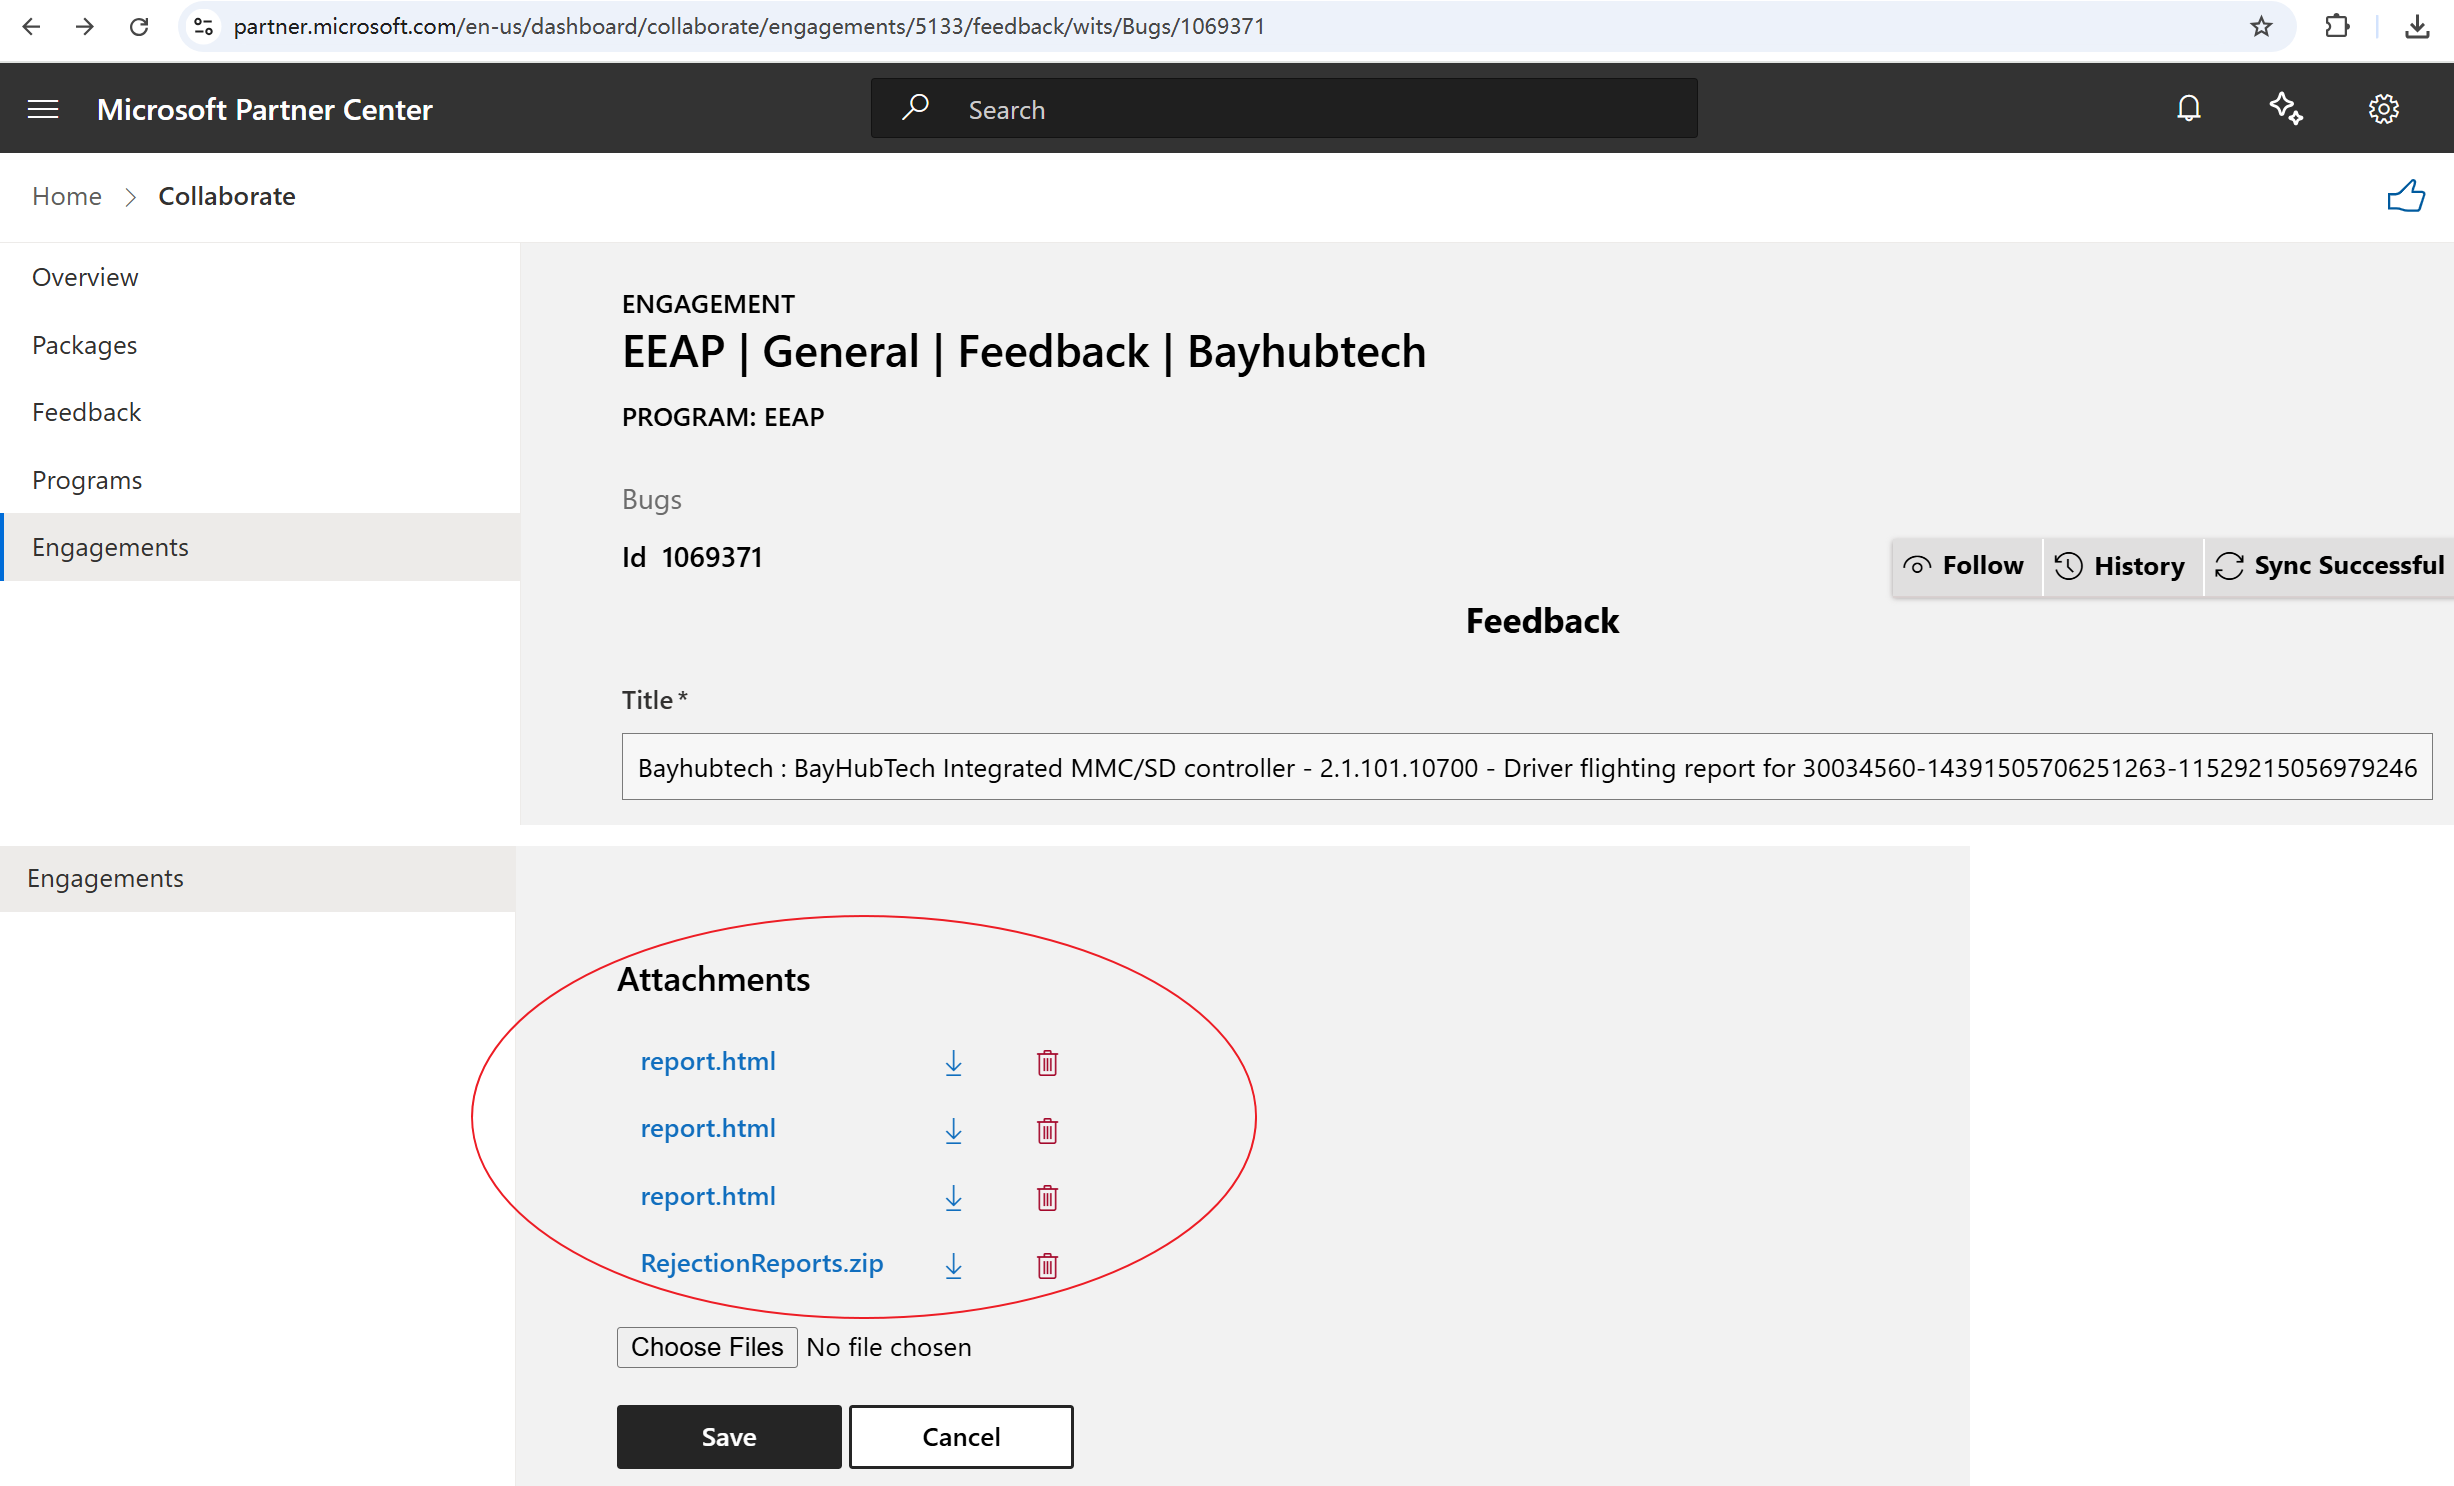 partner.microsoft.com/en-us/dashboard/collaborate/engagements/5133/feedback/wits/Bugs/1069371
Microsoft Partner Center
Search
Home > Collaborate
Overview
Packages
Feedback
Programs
Engagements
ENGAGEMENT
EEAP | General | Feedback | Bayhubtech
PROGRAM: EEAP
Bugs
Id 1069371
Follow
History
Sync Successful
Feedback
Title*
Bayhubtech : BayHubTech Integrated MMC/SD controller - 2.1.101.10700 - Driver flighting report for 30034560-14391505706251263-11529215056979246
Engagements
Attachments
report.html
report.html
report.html
RejectionReports.zip
Choose Files No file chosen
Save
Cancel